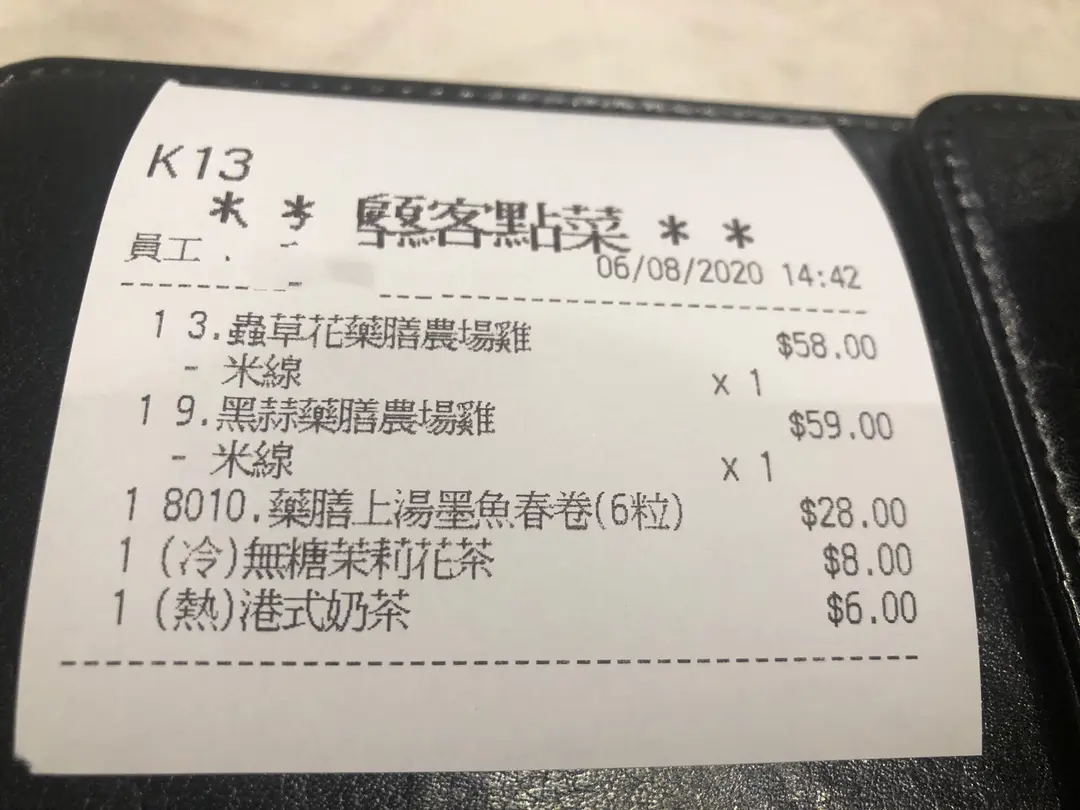 K13
* * 顧客點菜 * *
員工 .
06/08/2020 14:42
1 3.蟲草花藥膳農場雞 $58.00
- 米線 x 1
1 9.黑蒜藥膳農場雞 $59.00
- 米線 x 1
1 8010.藥膳上湯墨魚春卷(6粒) $28.00
1 (冷)無糖茉莉花茶 $8.00
1 (熱)港式奶茶 $6.00